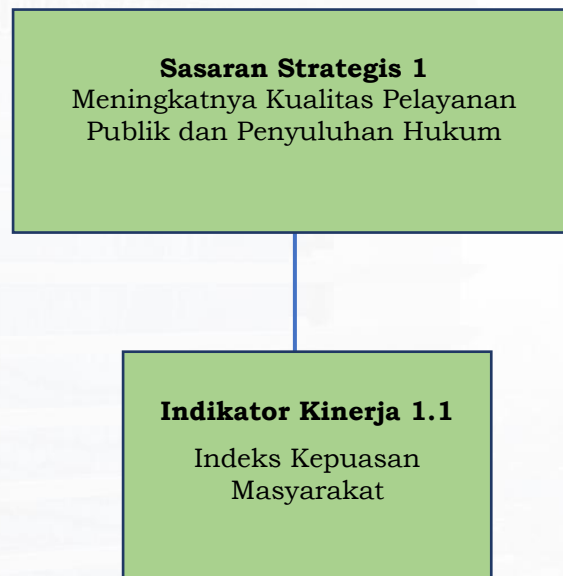 Sasaran Strategis 1
Meningkatnya Kualitas Pelayanan
Publik dan Penyuluhan Hukum
Indikator Kinerja 1.1
Indeks Kepuasan
Masyarakat